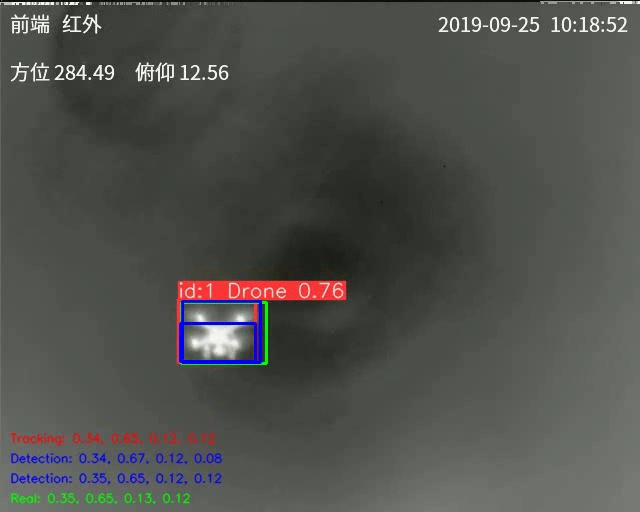 前端 红外
2019-09-25 10:18:52
方位 284.49 俯仰 12.56
id:1 Drone 0.76
Tracking: 0.34, 0.65, 0.12, 0.12
Detection: 0.34, 0.67, 0.12, 0.08
Detection: 0.35, 0.65, 0.12, 0.12
Real: 0.35, 0.65, 0.13, 0.12